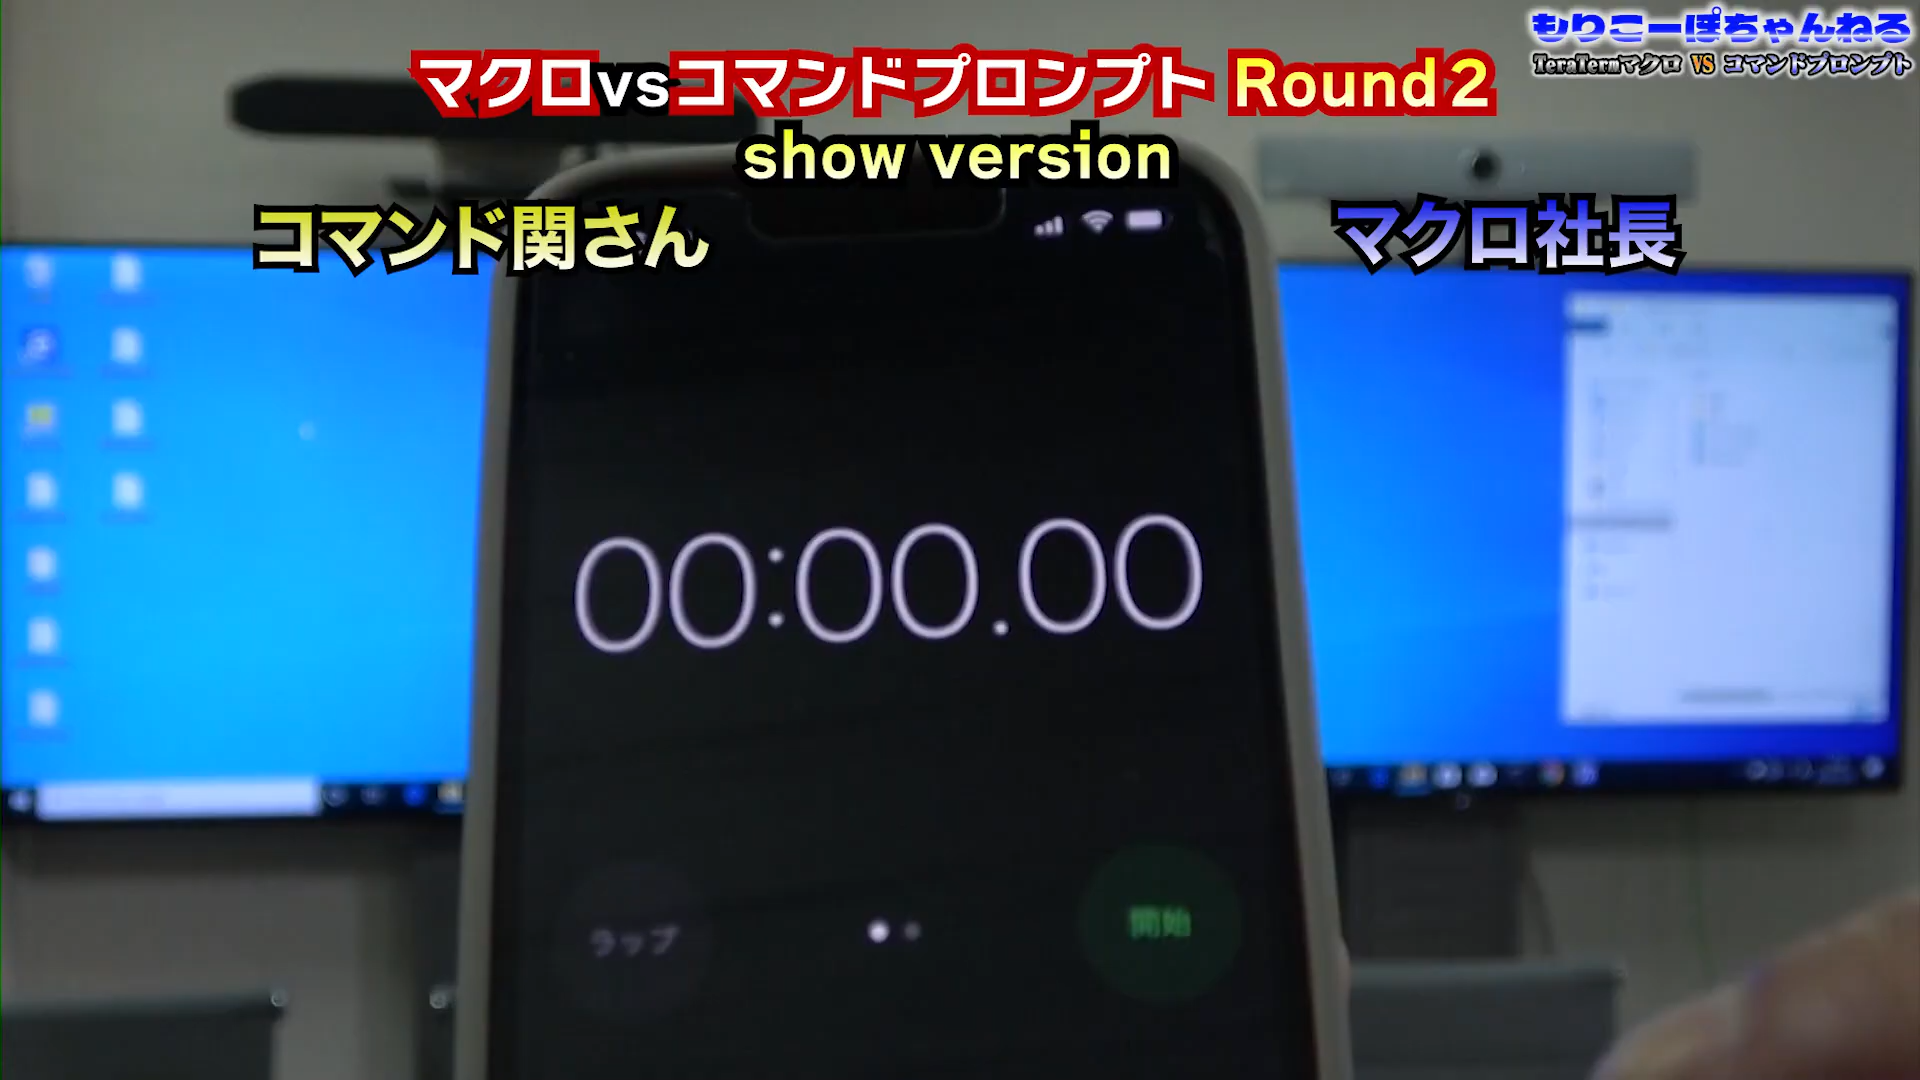 もりこーぽちゃんねる
TeraTermマクロ VS コマンドプロンプト
マクロvsコマンドプロンプト Round２
show version
コマンド関さん
マクロ社長
00:00.00
ラップ
開始